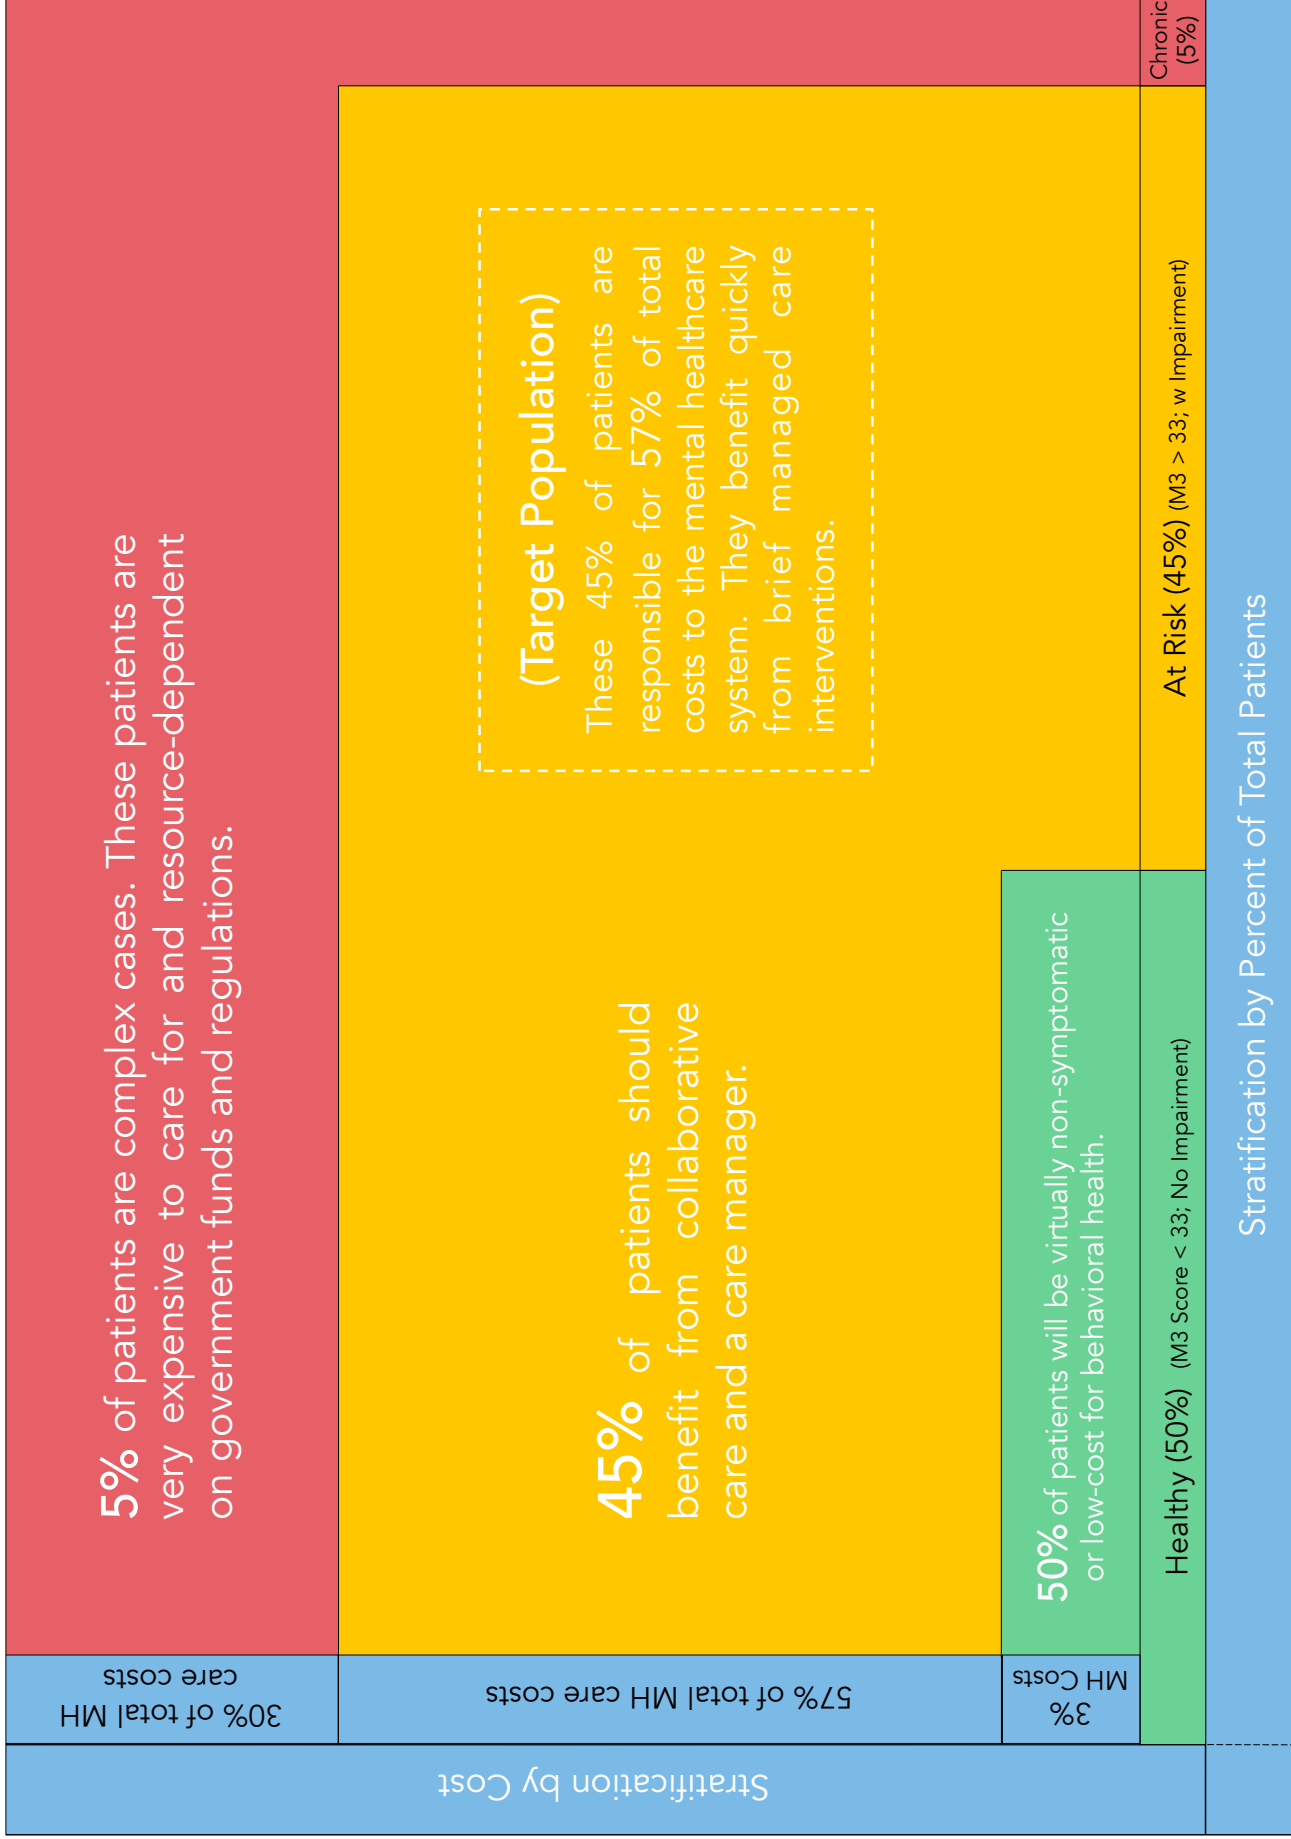 Stratification by Cost
30% of total MH
care costs
57% of total MH care costs
3%
MH Costs
5% of patients are complex cases. These patients are
very expensive to care for and resource-dependent
on government funds and regulations.
45% of patients should
benefit from collaborative
care and a care manager.
(Target Population)
These 45% of patients are
responsible for 57% of total
costs to the mental healthcare
system. They benefit quickly
from brief managed care
interventions.
50% of patients will be virtually non-symptomatic
or low-cost for behavioral health.
Healthy (50%) (M3 Score < 33; No Impairment)
At Risk (45%) (M3 > 33; w Impairment)
Chronic
(5%)
Stratification by Percent of Total Patients